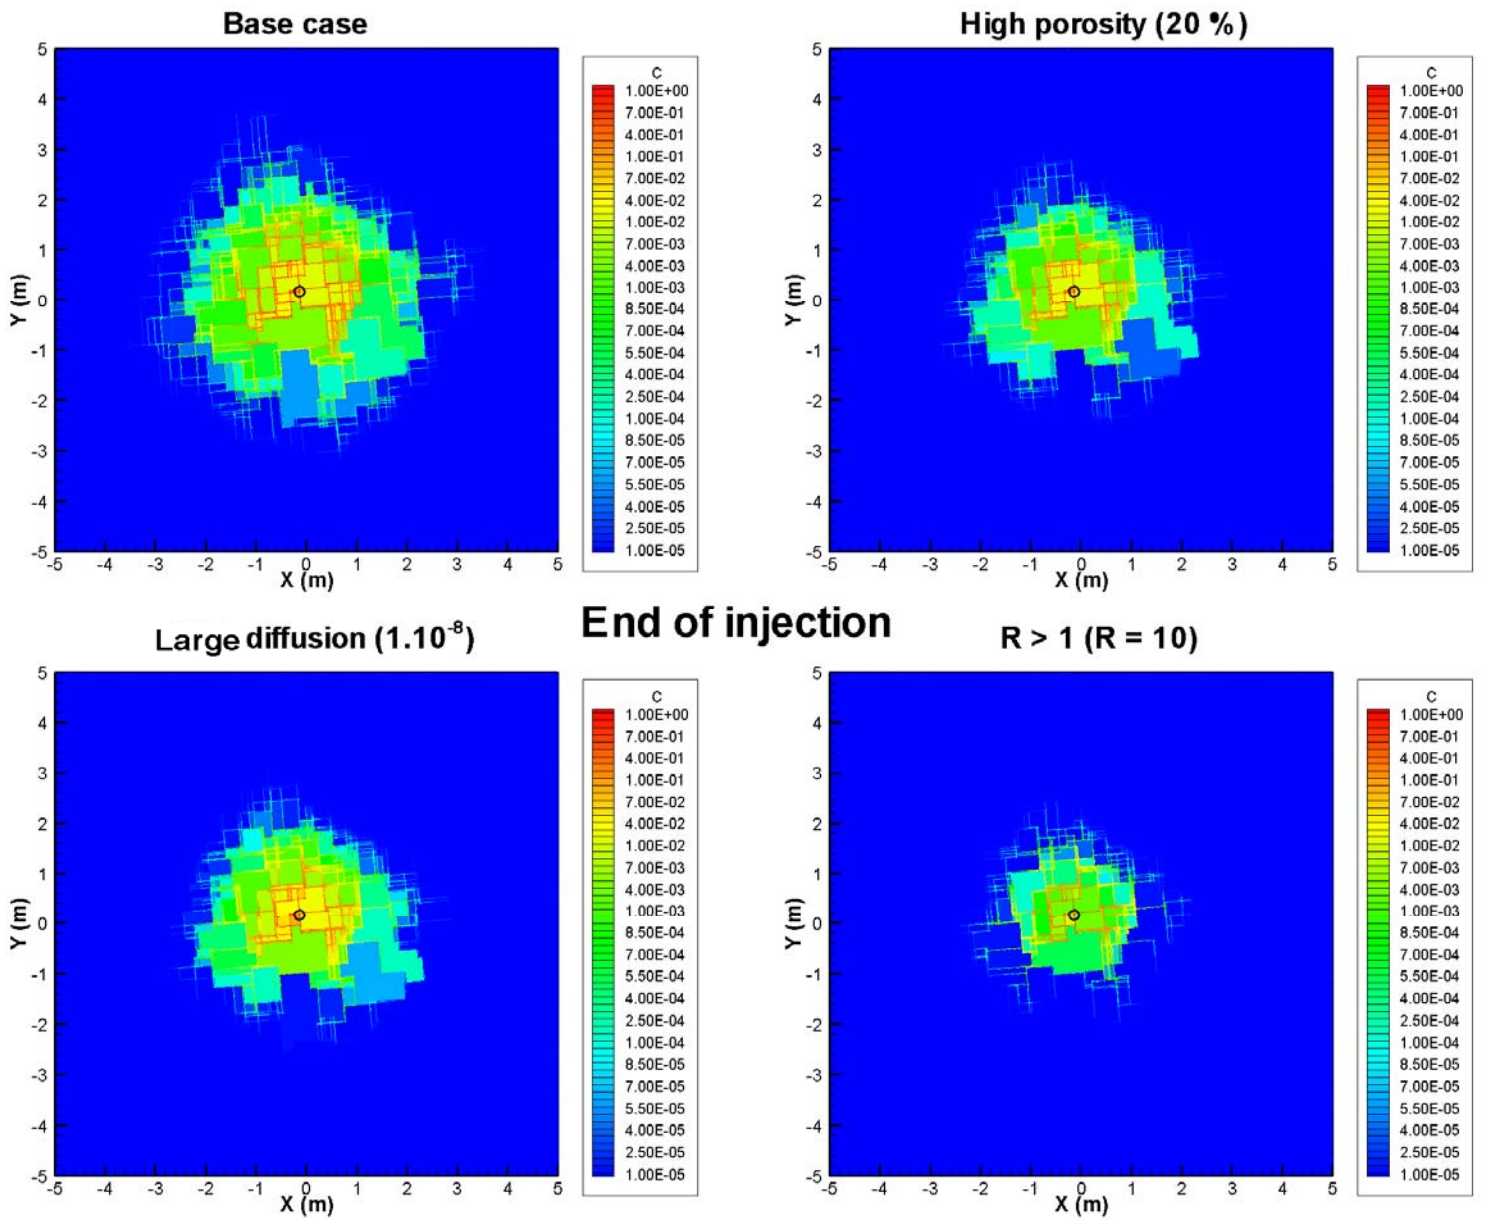 Base case
5
4
3
2
1
0
-1
-2
-3
-4
-5
Y (m)
-5 -4 -3 -2 -1 0 1 2 3 4 5
X (m)
C
1.00E+00
7.00E-01
4.00E-01
1.00E-01
7.00E-02
4.00E-02
1.00E-02
7.00E-03
4.00E-03
1.00E-03
8.50E-04
7.00E-04
5.50E-04
4.00E-04
2.50E-04
1.00E-04
8.50E-05
7.00E-05
5.50E-05
4.00E-05
2.50E-05
1.00E-05
High porosity (20 %)
5
4
3
2
1
0
-1
-2
-3
-4
-5
Y (m)
-5 -4 -3 -2 -1 0 1 2 3 4 5
X (m)
C
1.00E+00
7.00E-01
4.00E-01
1.00E-01
7.00E-02
4.00E-02
1.00E-02
7.00E-03
4.00E-03
1.00E-03
8.50E-04
7.00E-04
5.50E-04
4.00E-04
2.50E-04
1.00E-04
8.50E-05
7.00E-05
5.50E-05
4.00E-05
2.50E-05
1.00E-05
End of injection
Large diffusion (1.10⁻⁸)
5
4
3
2
1
0
-1
-2
-3
-4
-5
Y (m)
-5 -4 -3 -2 -1 0 1 2 3 4 5
X (m)
C
1.00E+00
7.00E-01
4.00E-01
1.00E-01
7.00E-02
4.00E-02
1.00E-02
7.00E-03
4.00E-03
1.00E-03
8.50E-04
7.00E-04
5.50E-04
4.00E-04
2.50E-04
1.00E-04
8.50E-05
7.00E-05
5.50E-05
4.00E-05
2.50E-05
1.00E-05
R > 1 (R = 10)
5
4
3
2
1
0
-1
-2
-3
-4
-5
Y (m)
-5 -4 -3 -2 -1 0 1 2 3 4 5
X (m)
C
1.00E+00
7.00E-01
4.00E-01
1.00E-01
7.00E-02
4.00E-02
1.00E-02
7.00E-03
4.00E-03
1.00E-03
8.50E-04
7.00E-04
5.50E-04
4.00E-04
2.50E-04
1.00E-04
8.50E-05
7.00E-05
5.50E-05
4.00E-05
2.50E-05
1.00E-05